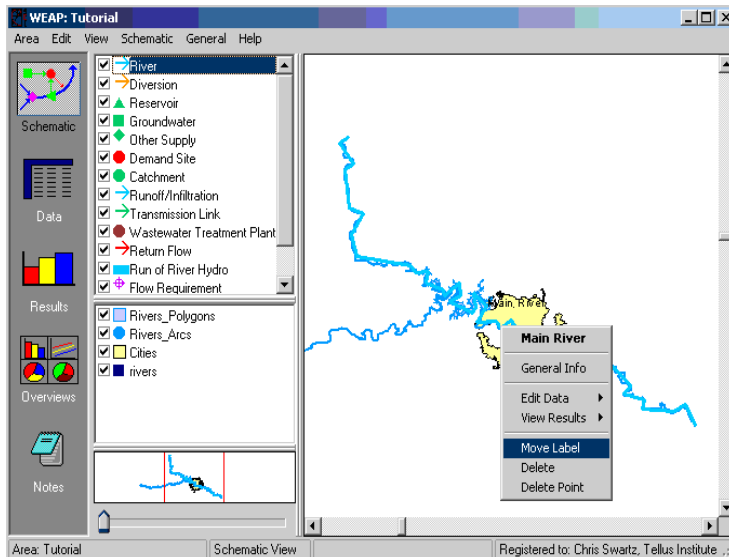 WEAP: Tutorial
Area Edit View Schematic General Help
Schematic
Data
Results
Overviews
Notes
River
Diversion
Reservoir
Groundwater
Other Supply
Demand Site
Catchment
Runoff/Infiltration
Transmission Link
Wastewater Treatment Plant
Return Flow
Run of River Hydro
Flow Requirement
Rivers_Polygons
Rivers_Arcs
Cities
rivers
Main River
Main River
General Info
Edit Data
View Results
Move Label
Delete
Delete Point
Area: Tutorial
Schematic View
Registered to: Chris Swartz, Tellus Institute